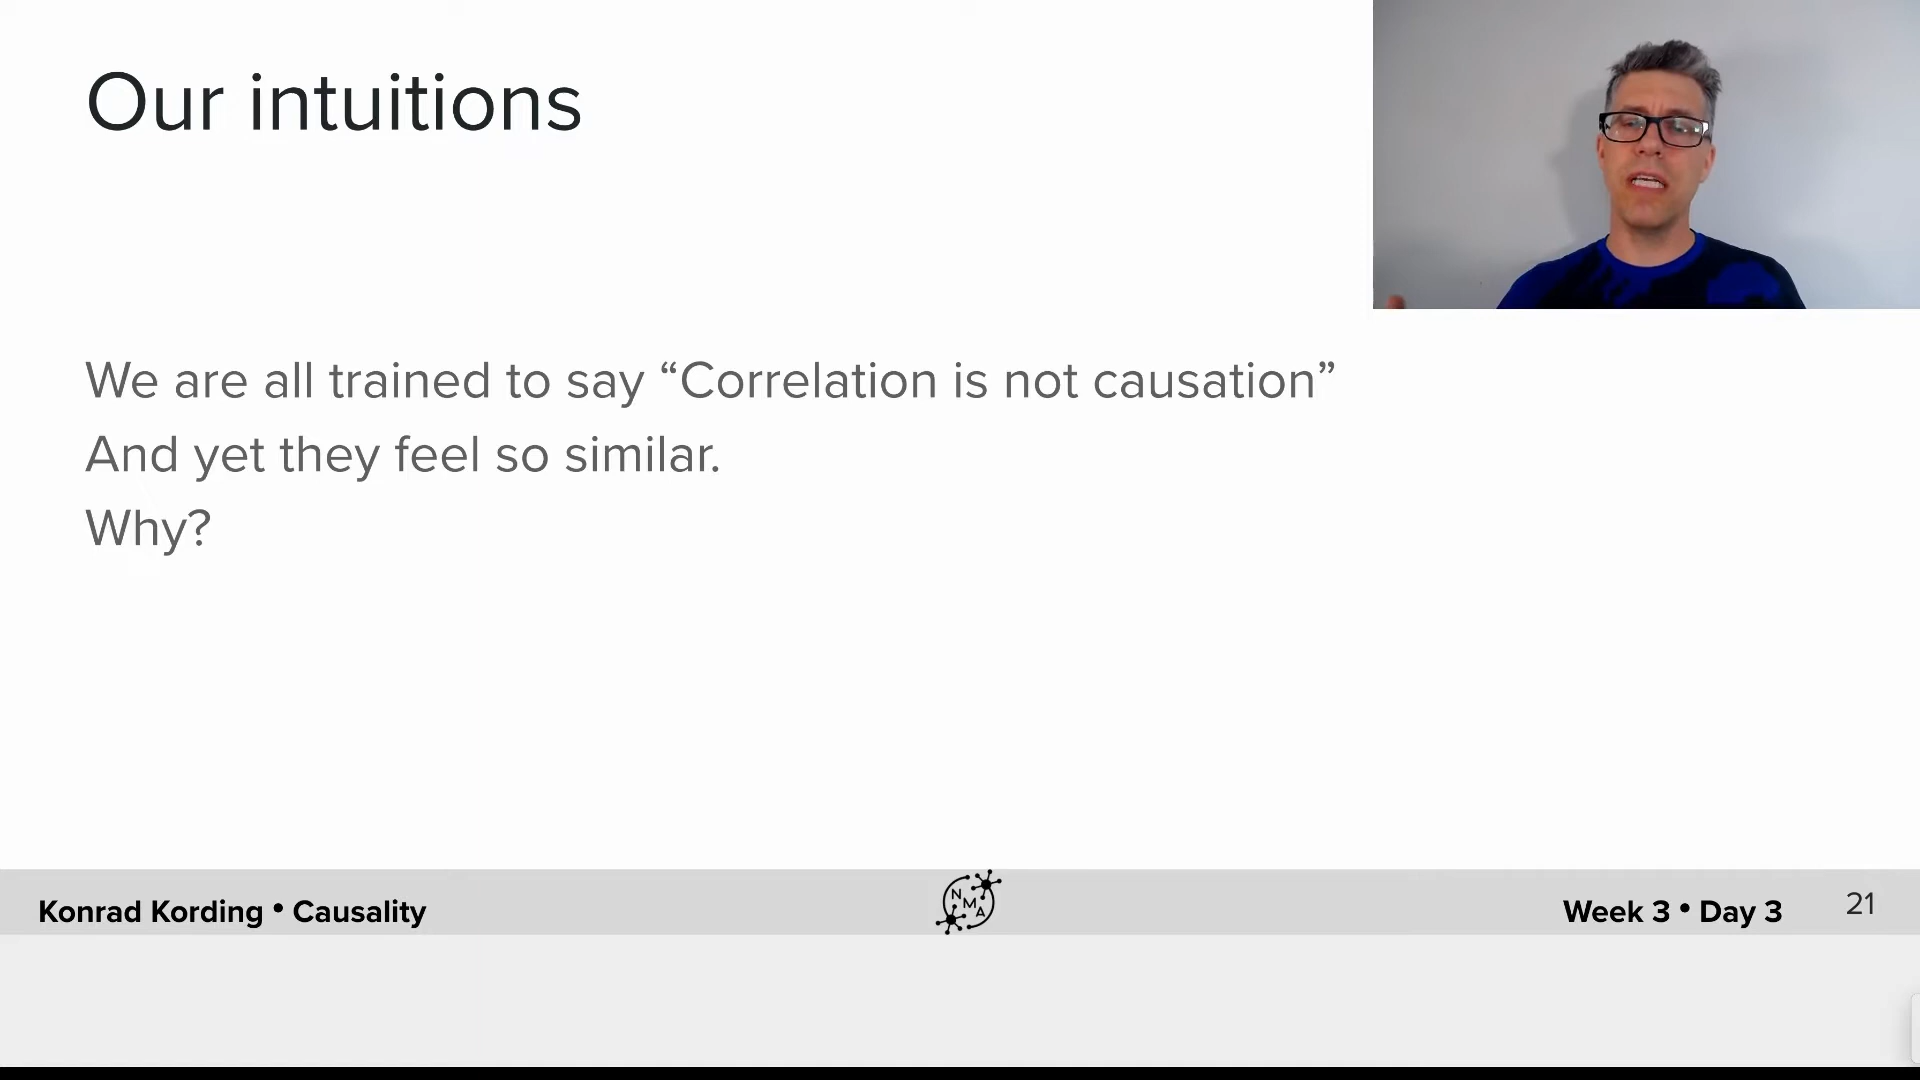 Our intuitions
We are all trained to say “Correlation is not causation”
And yet they feel so similar.
Why?
Konrad Kording • Causality
N
M
A
Week 3 • Day 3
21